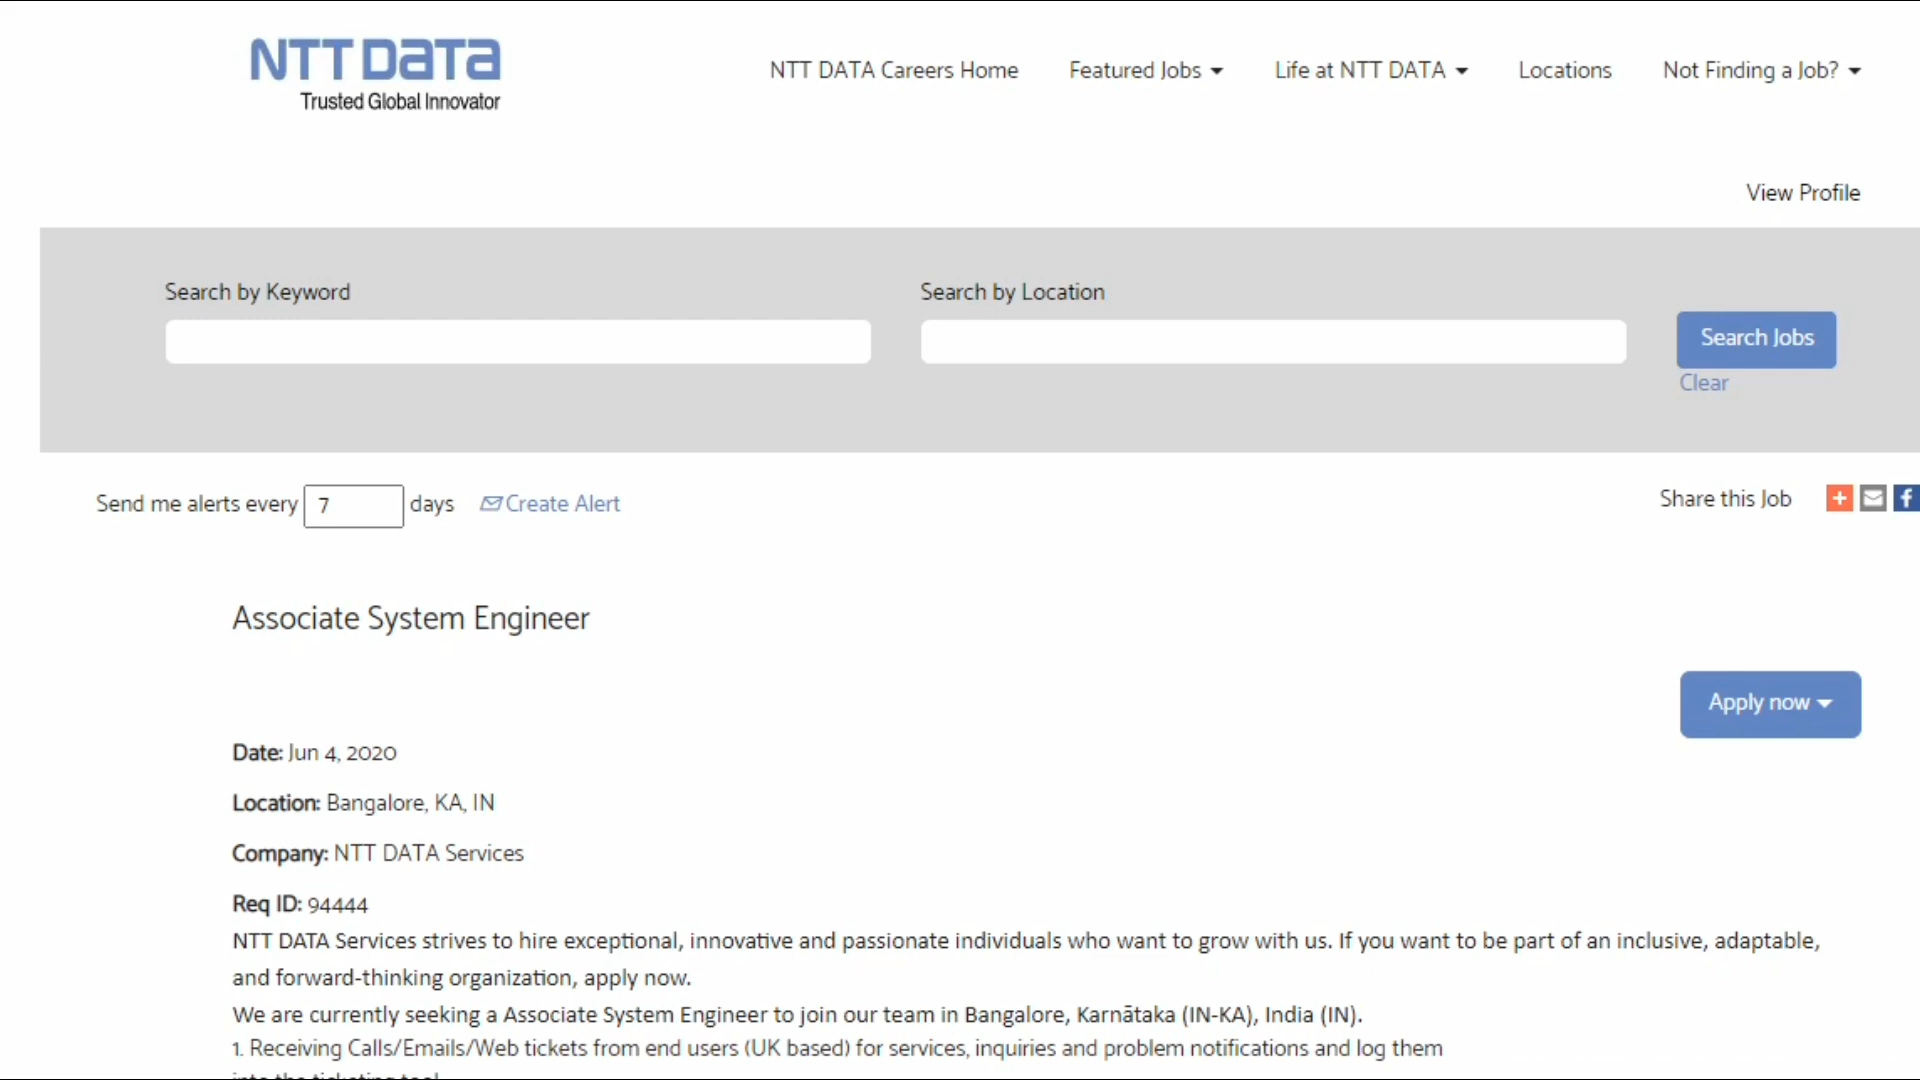 NTT DATA
Trusted Global Innovator
NTT DATA Careers Home
Featured Jobs
Life at NTT DATA
Locations
Not Finding a Job?
View Profile
Search by Keyword
Search by Location
Search Jobs
Clear
Send me alerts every 7 days
Create Alert
Share this Job
Associate System Engineer
Apply now
Date: Jun 4, 2020
Location: Bangalore, KA, IN
Company: NTT DATA Services
Req ID: 94444
NTT DATA Services strives to hire exceptional, innovative and passionate individuals who want to grow with us. If you want to be part of an inclusive, adaptable,
and forward-thinking organization, apply now.
We are currently seeking a Associate System Engineer to join our team in Bangalore, Karnātaka (IN-KA), India (IN).
1. Receiving Calls/Emails/Web tickets from end users (UK based) for services, inquiries and problem notifications and log them